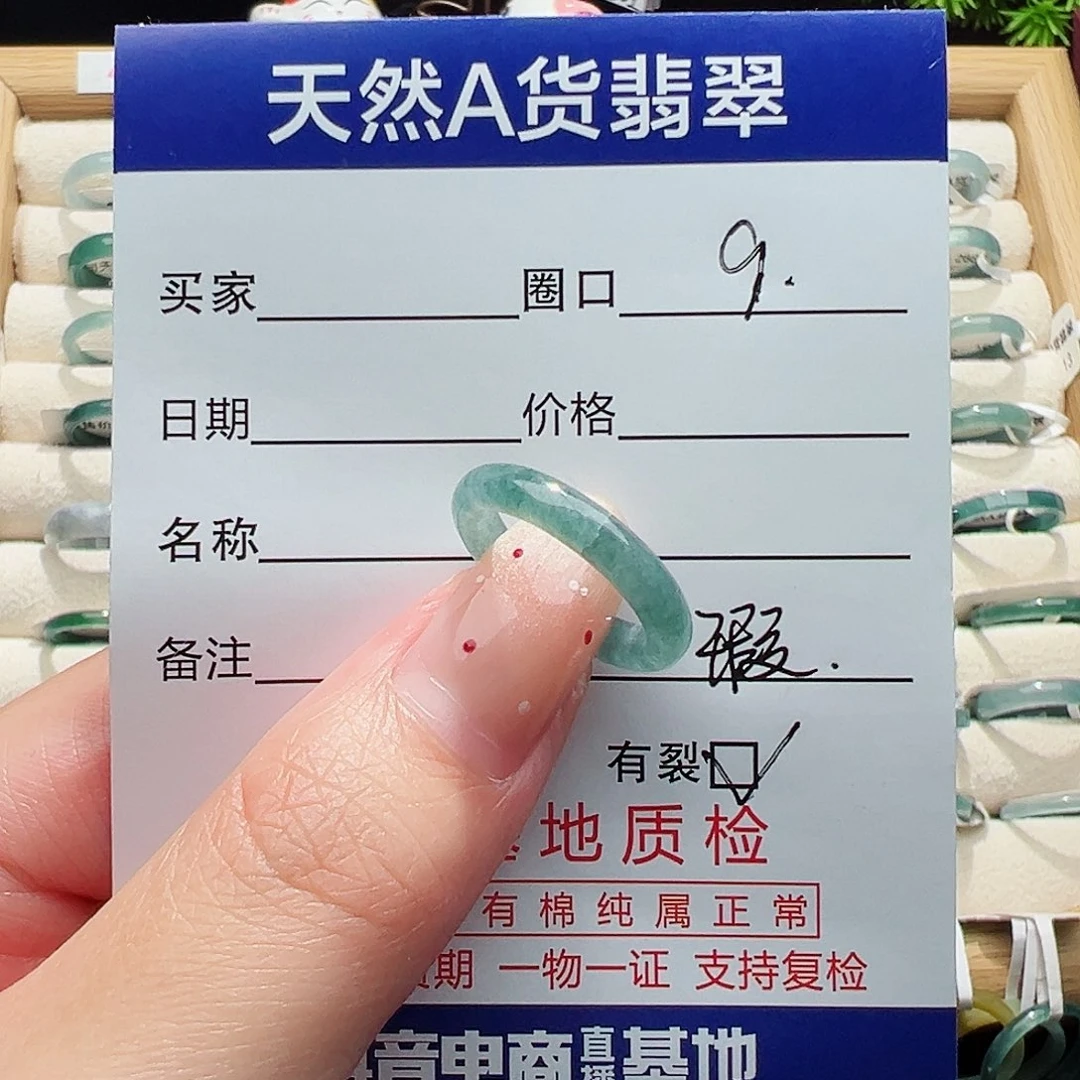 天然A货翡翠
买家 圈口 9.
日期 价格
名称
备注 瑕.
有裂
地质检
有棉纯属正常
期 一物一证 支持复检
音电商直播基地